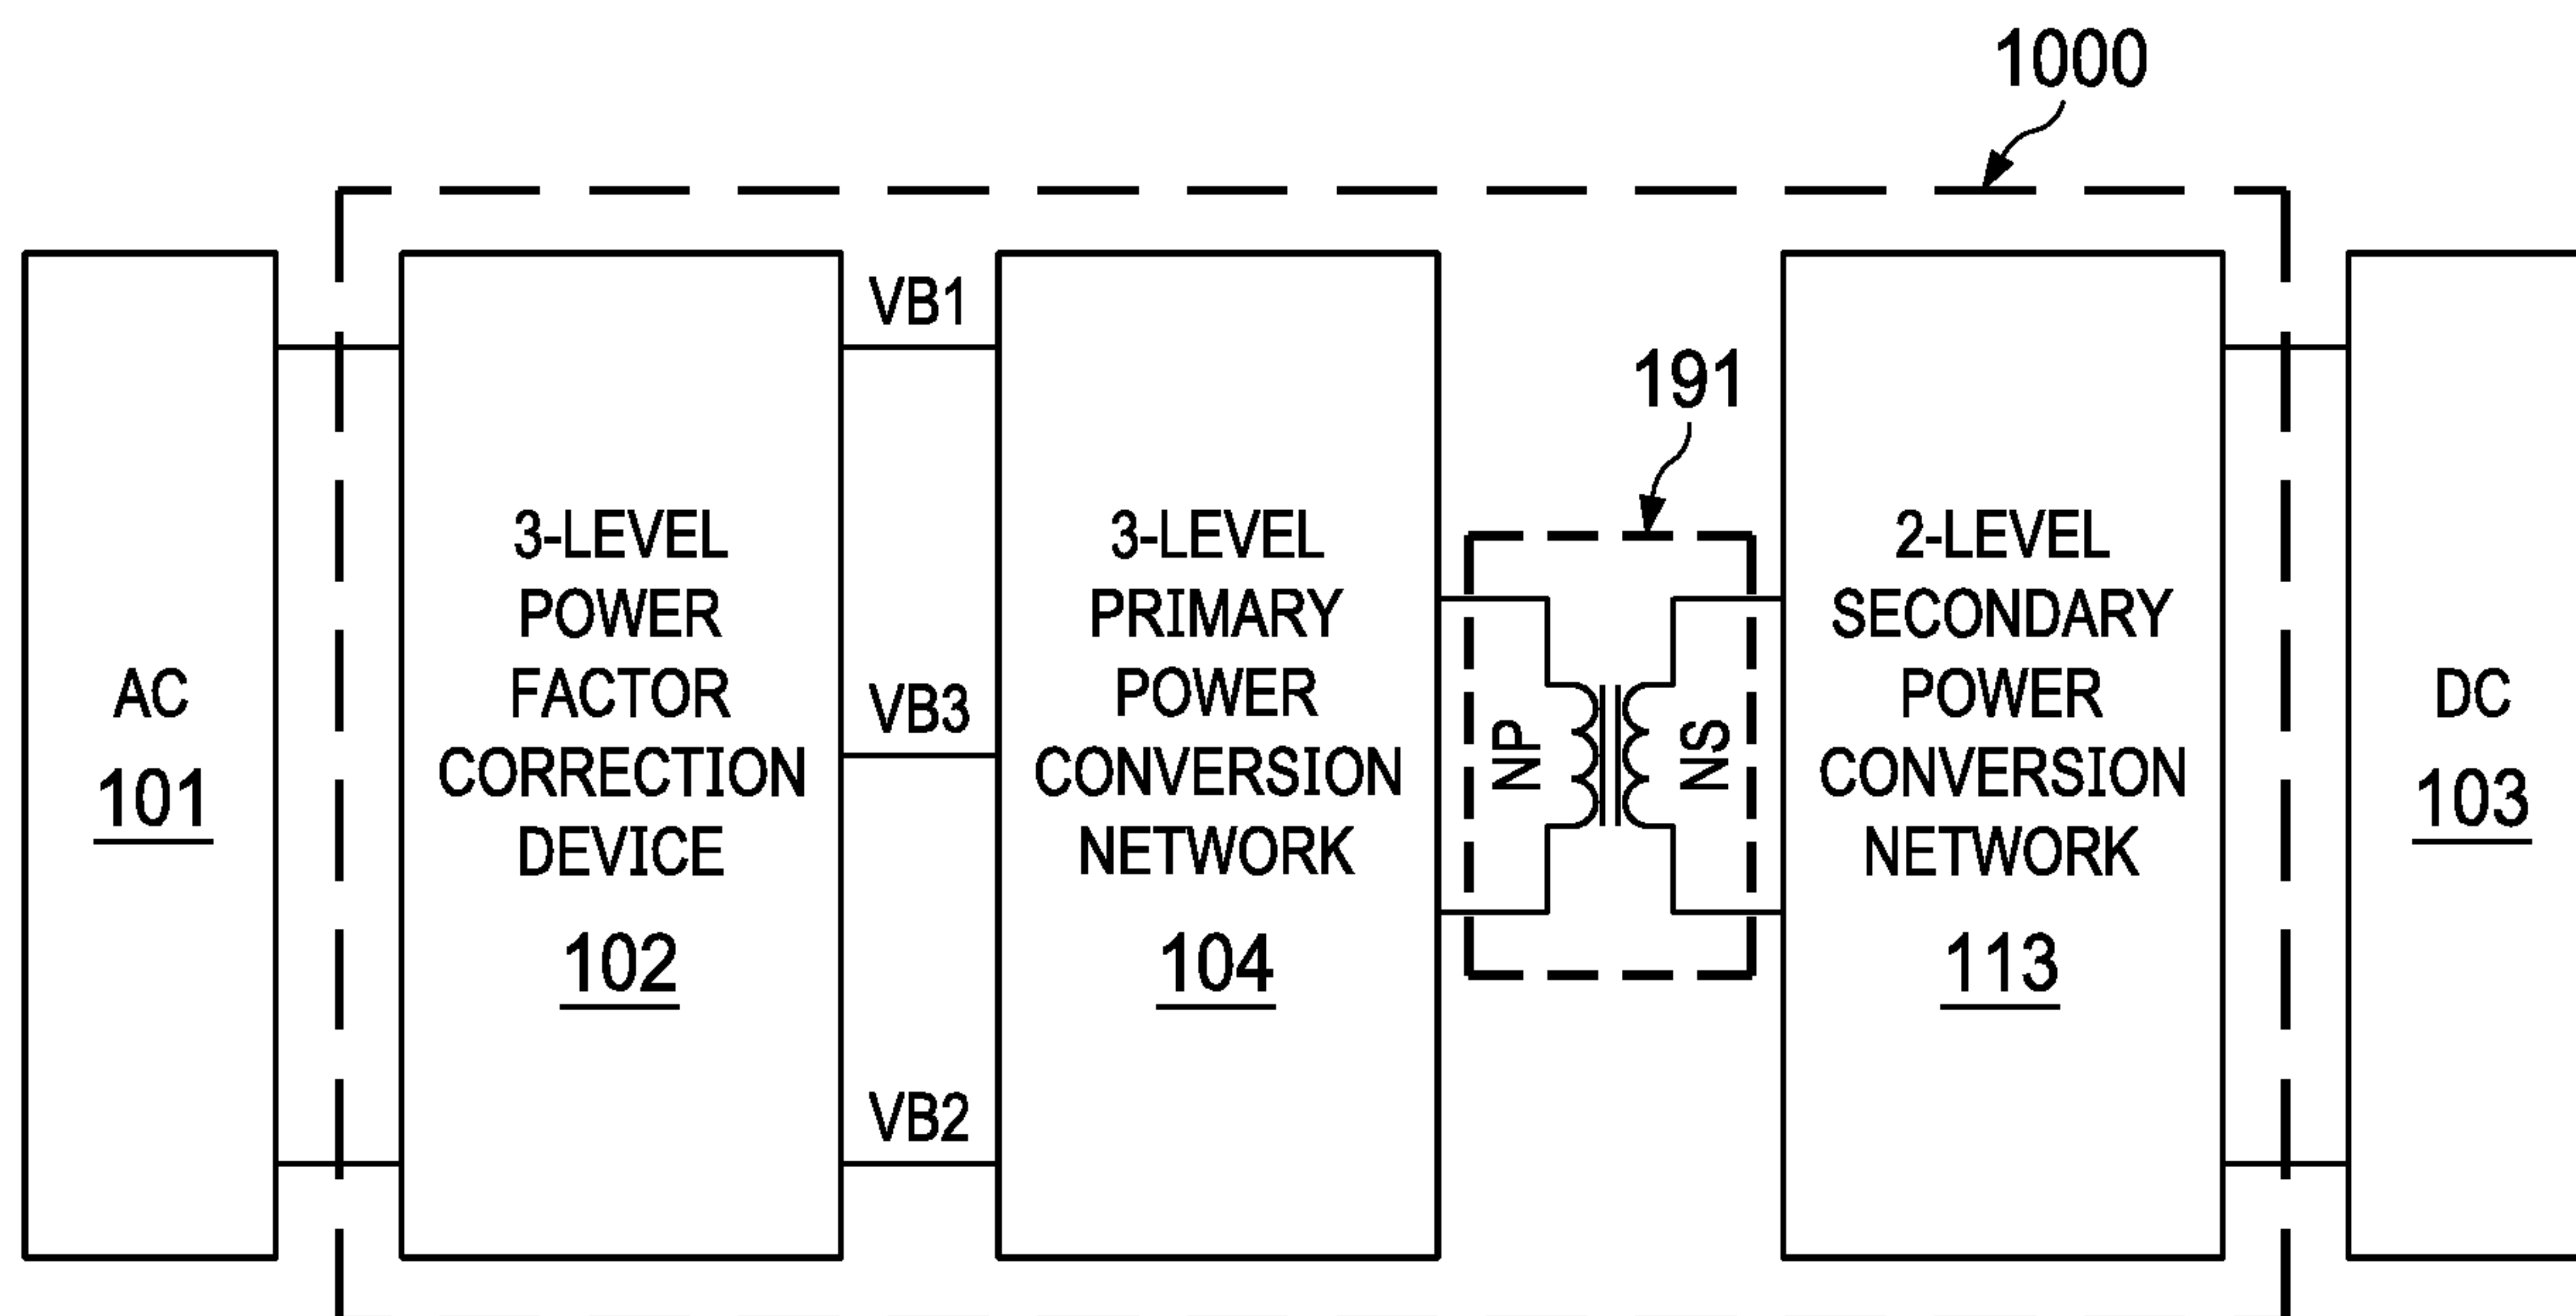 1000
VB1
191
AC
101
3-LEVEL
POWER
FACTOR
CORRECTION
DEVICE
102
VB3
VB2
3-LEVEL
PRIMARY
POWER
CONVERSION
NETWORK
104
NP
NS
2-LEVEL
SECONDARY
POWER
CONVERSION
NETWORK
113
DC
103